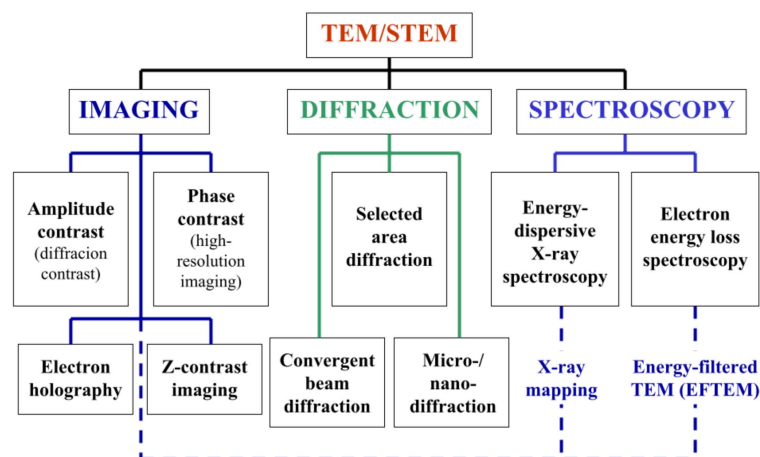 TEM/STEM
IMAGING
DIFFRACTION
SPECTROSCOPY
Amplitude
contrast
(diffracion
contrast)
Phase
contrast
(high-
resolution
imaging)
Selected
area
diffraction
Energy-
dispersive
X-ray
spectroscopy
Electron
energy loss
spectroscopy
Electron
holography
Z-contrast
imaging
Convergent
beam
diffraction
Micro-/
nano-
diffraction
X-ray
mapping
Energy-filtered
TEM (EFTEM)